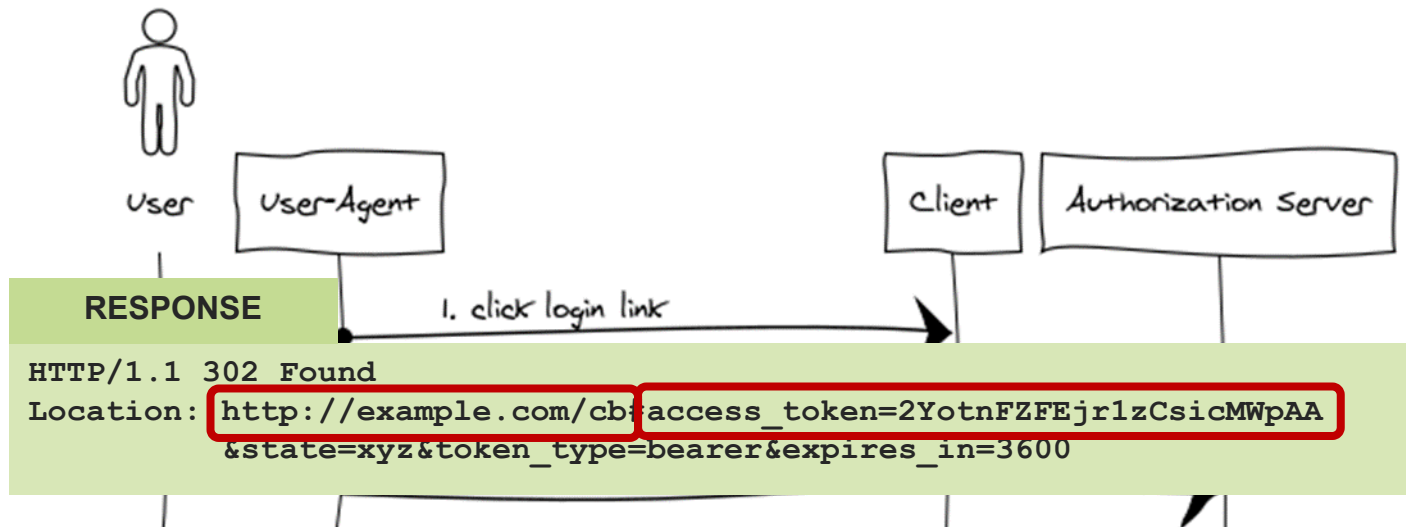 User
User-Agent
Client
Authorization Server
RESPONSE
1. click login link
HTTP/1.1 302 Found
Location: http://example.com/cb#access_token=2YotnFZFEjr1zCsicMWpAA
&state=xyz&token_type=bearer&expires_in=3600